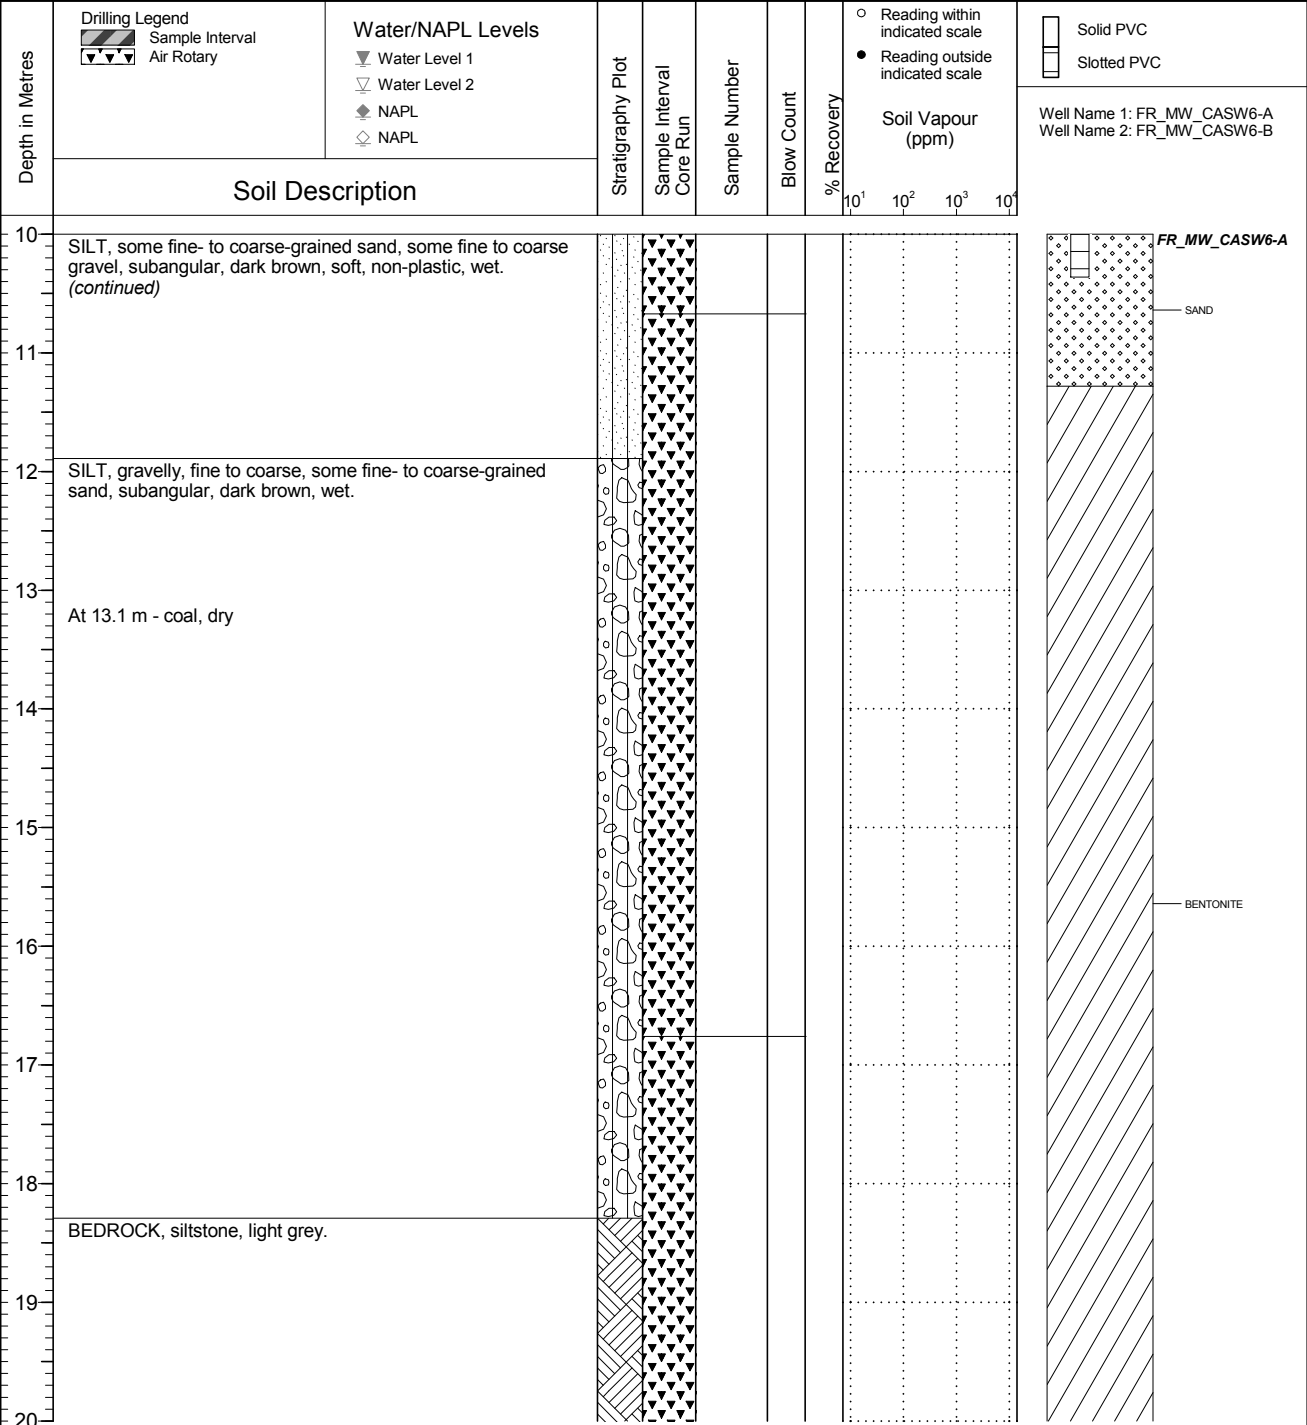 Drilling Legend
Sample Interval
Air Rotary
Water/NAPL Levels
Water Level 1
Water Level 2
NAPL
NAPL
Depth in Metres
Soil Description
Stratigraphy Plot
Sample Interval
Core Run
Sample Number
Blow Count
% Recovery
Reading within
indicated scale
Reading outside
indicated scale
Soil Vapour
(ppm)
10¹ 10² 10³ 10⁴
Solid PVC
Slotted PVC
Well Name 1: FR_MW_CASW6-A
Well Name 2: FR_MW_CASW6-B
10
SILT, some fine- to coarse-grained sand, some fine to coarse
gravel, subangular, dark brown, soft, non-plastic, wet.
(continued)
FR_MW_CASW6-A
SAND
11
12
SILT, gravelly, fine to coarse, some fine- to coarse-grained
sand, subangular, dark brown, wet.
13
At 13.1 m - coal, dry
14
15
BENTONITE
16
17
18
BEDROCK, siltstone, light grey.
19
20